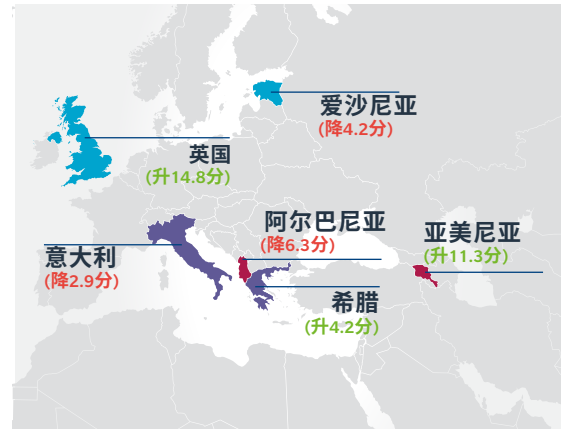 爱沙尼亚
(降4.2分)
英国
(升14.8分)
阿尔巴尼亚
(降6.3分)
亚美尼亚
(升11.3分)
意大利
(降2.9分)
希腊
(升4.2分)